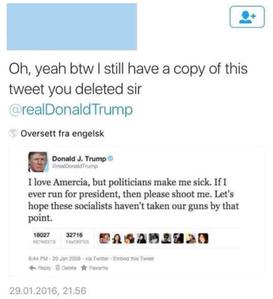 Oh, yeah btw I still have a copy of this
tweet you deleted sir
@realDonaldTrump
Oversett fra engelsk
Donald J. Trump
@realDonaldTrump
I love Amercia, but politicians make me sick. If I
ever run for president, then please shoot me. Let's
hope these socialists haven't taken our guns by that
point.
18027 32716
RETWEETS FAVORITES
8:44 PM - 20 Jan 2009 · via Twitter · Embed this Tweet
Reply Delete Favorite
29.01.2016, 21.56